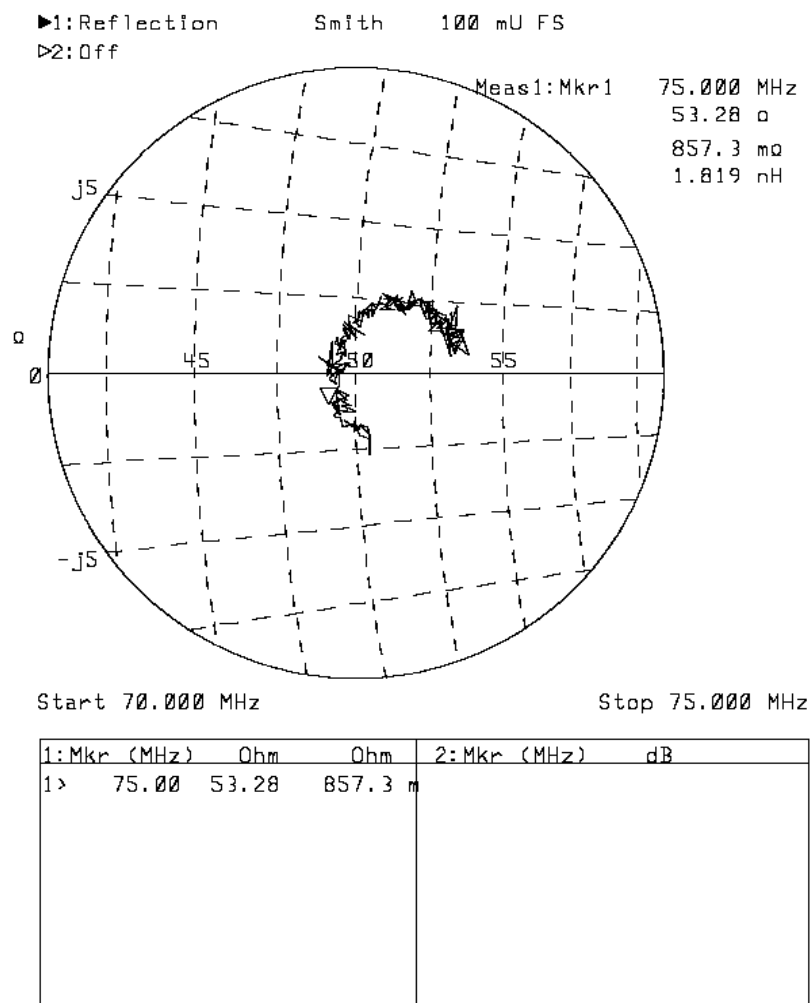 ►1:Reflection Smith 100 mU FS
▷2:Off
Meas1:Mkr1 75.000 MHz
53.28 Ω
857.3 mΩ
1.819 nH
j5
Ω
45 50 55
0
-j5
Start 70.000 MHz Stop 75.000 MHz
1:Mkr (MHz) Ohm Ohm 2:Mkr (MHz) dB
1> 75.00 53.28 857.3 m